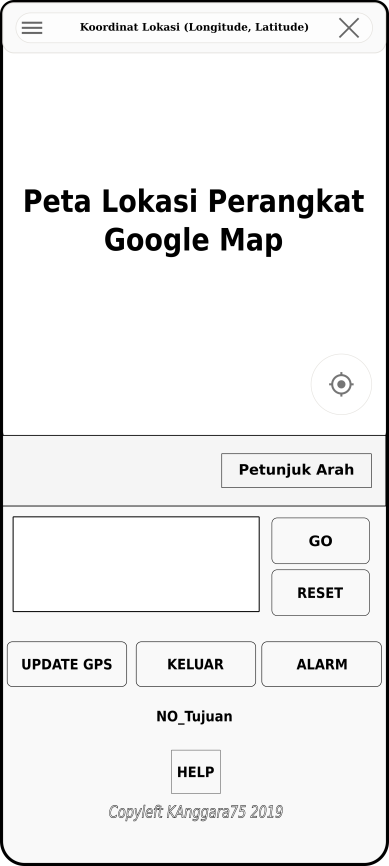 Koordinat Lokasi (Longitude, Latitude)
Peta Lokasi Perangkat
Google Map
Petunjuk Arah
GO
RESET
UPDATE GPS
KELUAR
ALARM
NO_Tujuan
HELP
Copyleft KAnggara75 2019